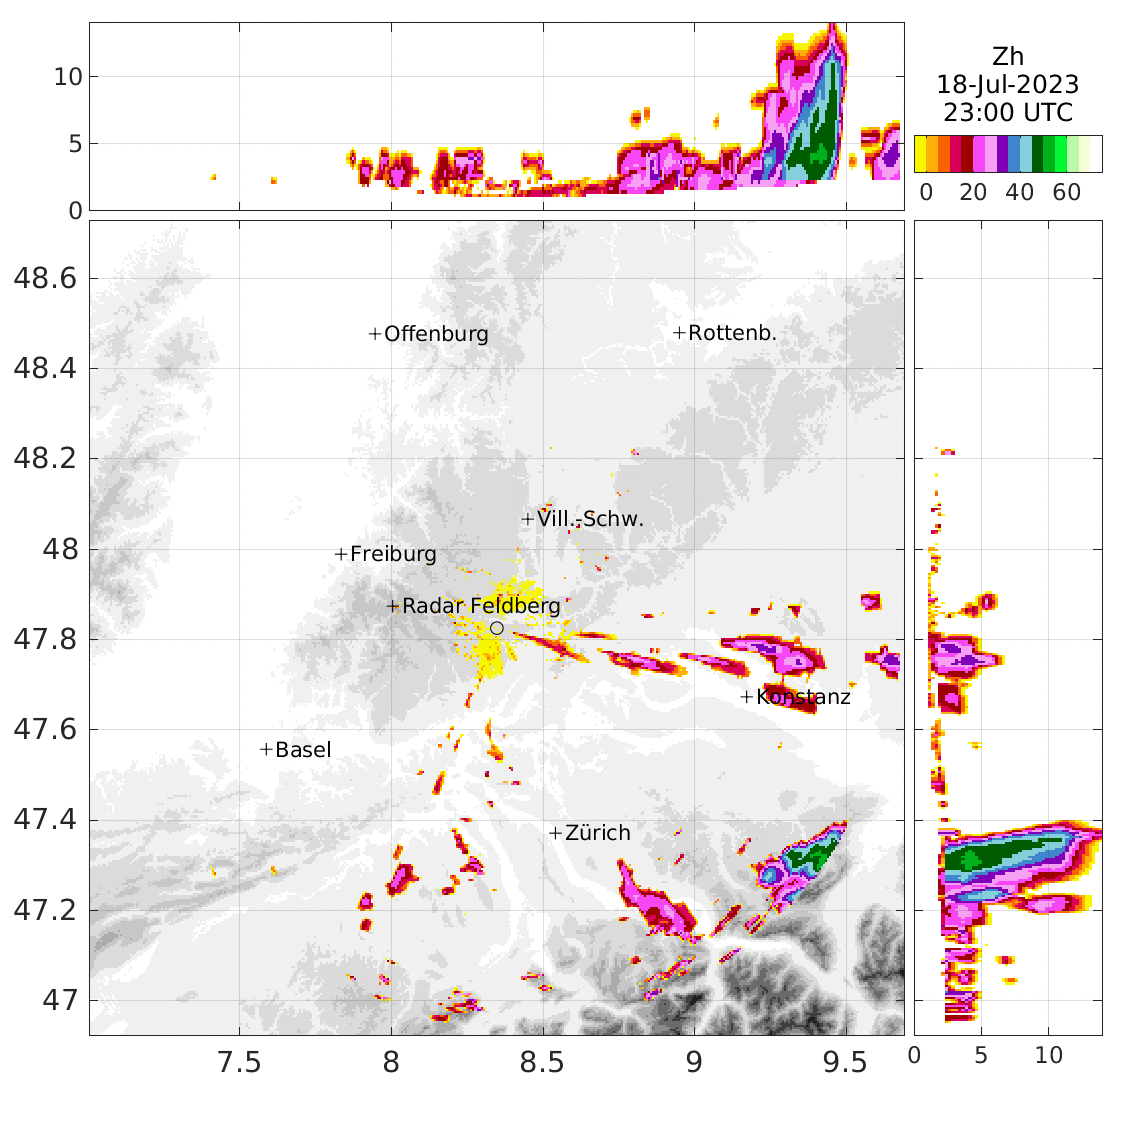 10
5
0
Zh
18-Jul-2023
23:00 UTC
0 20 40 60
48.6
48.4
48.2
48
47.8
47.6
47.4
47.2
47
+Offenburg
+Rottenb.
+Vill.-Schw.
+Freiburg
+Radar Feldberg
+Konstanz
+Basel
+Zürich
7.5 8 8.5 9 9.5
0 5 10